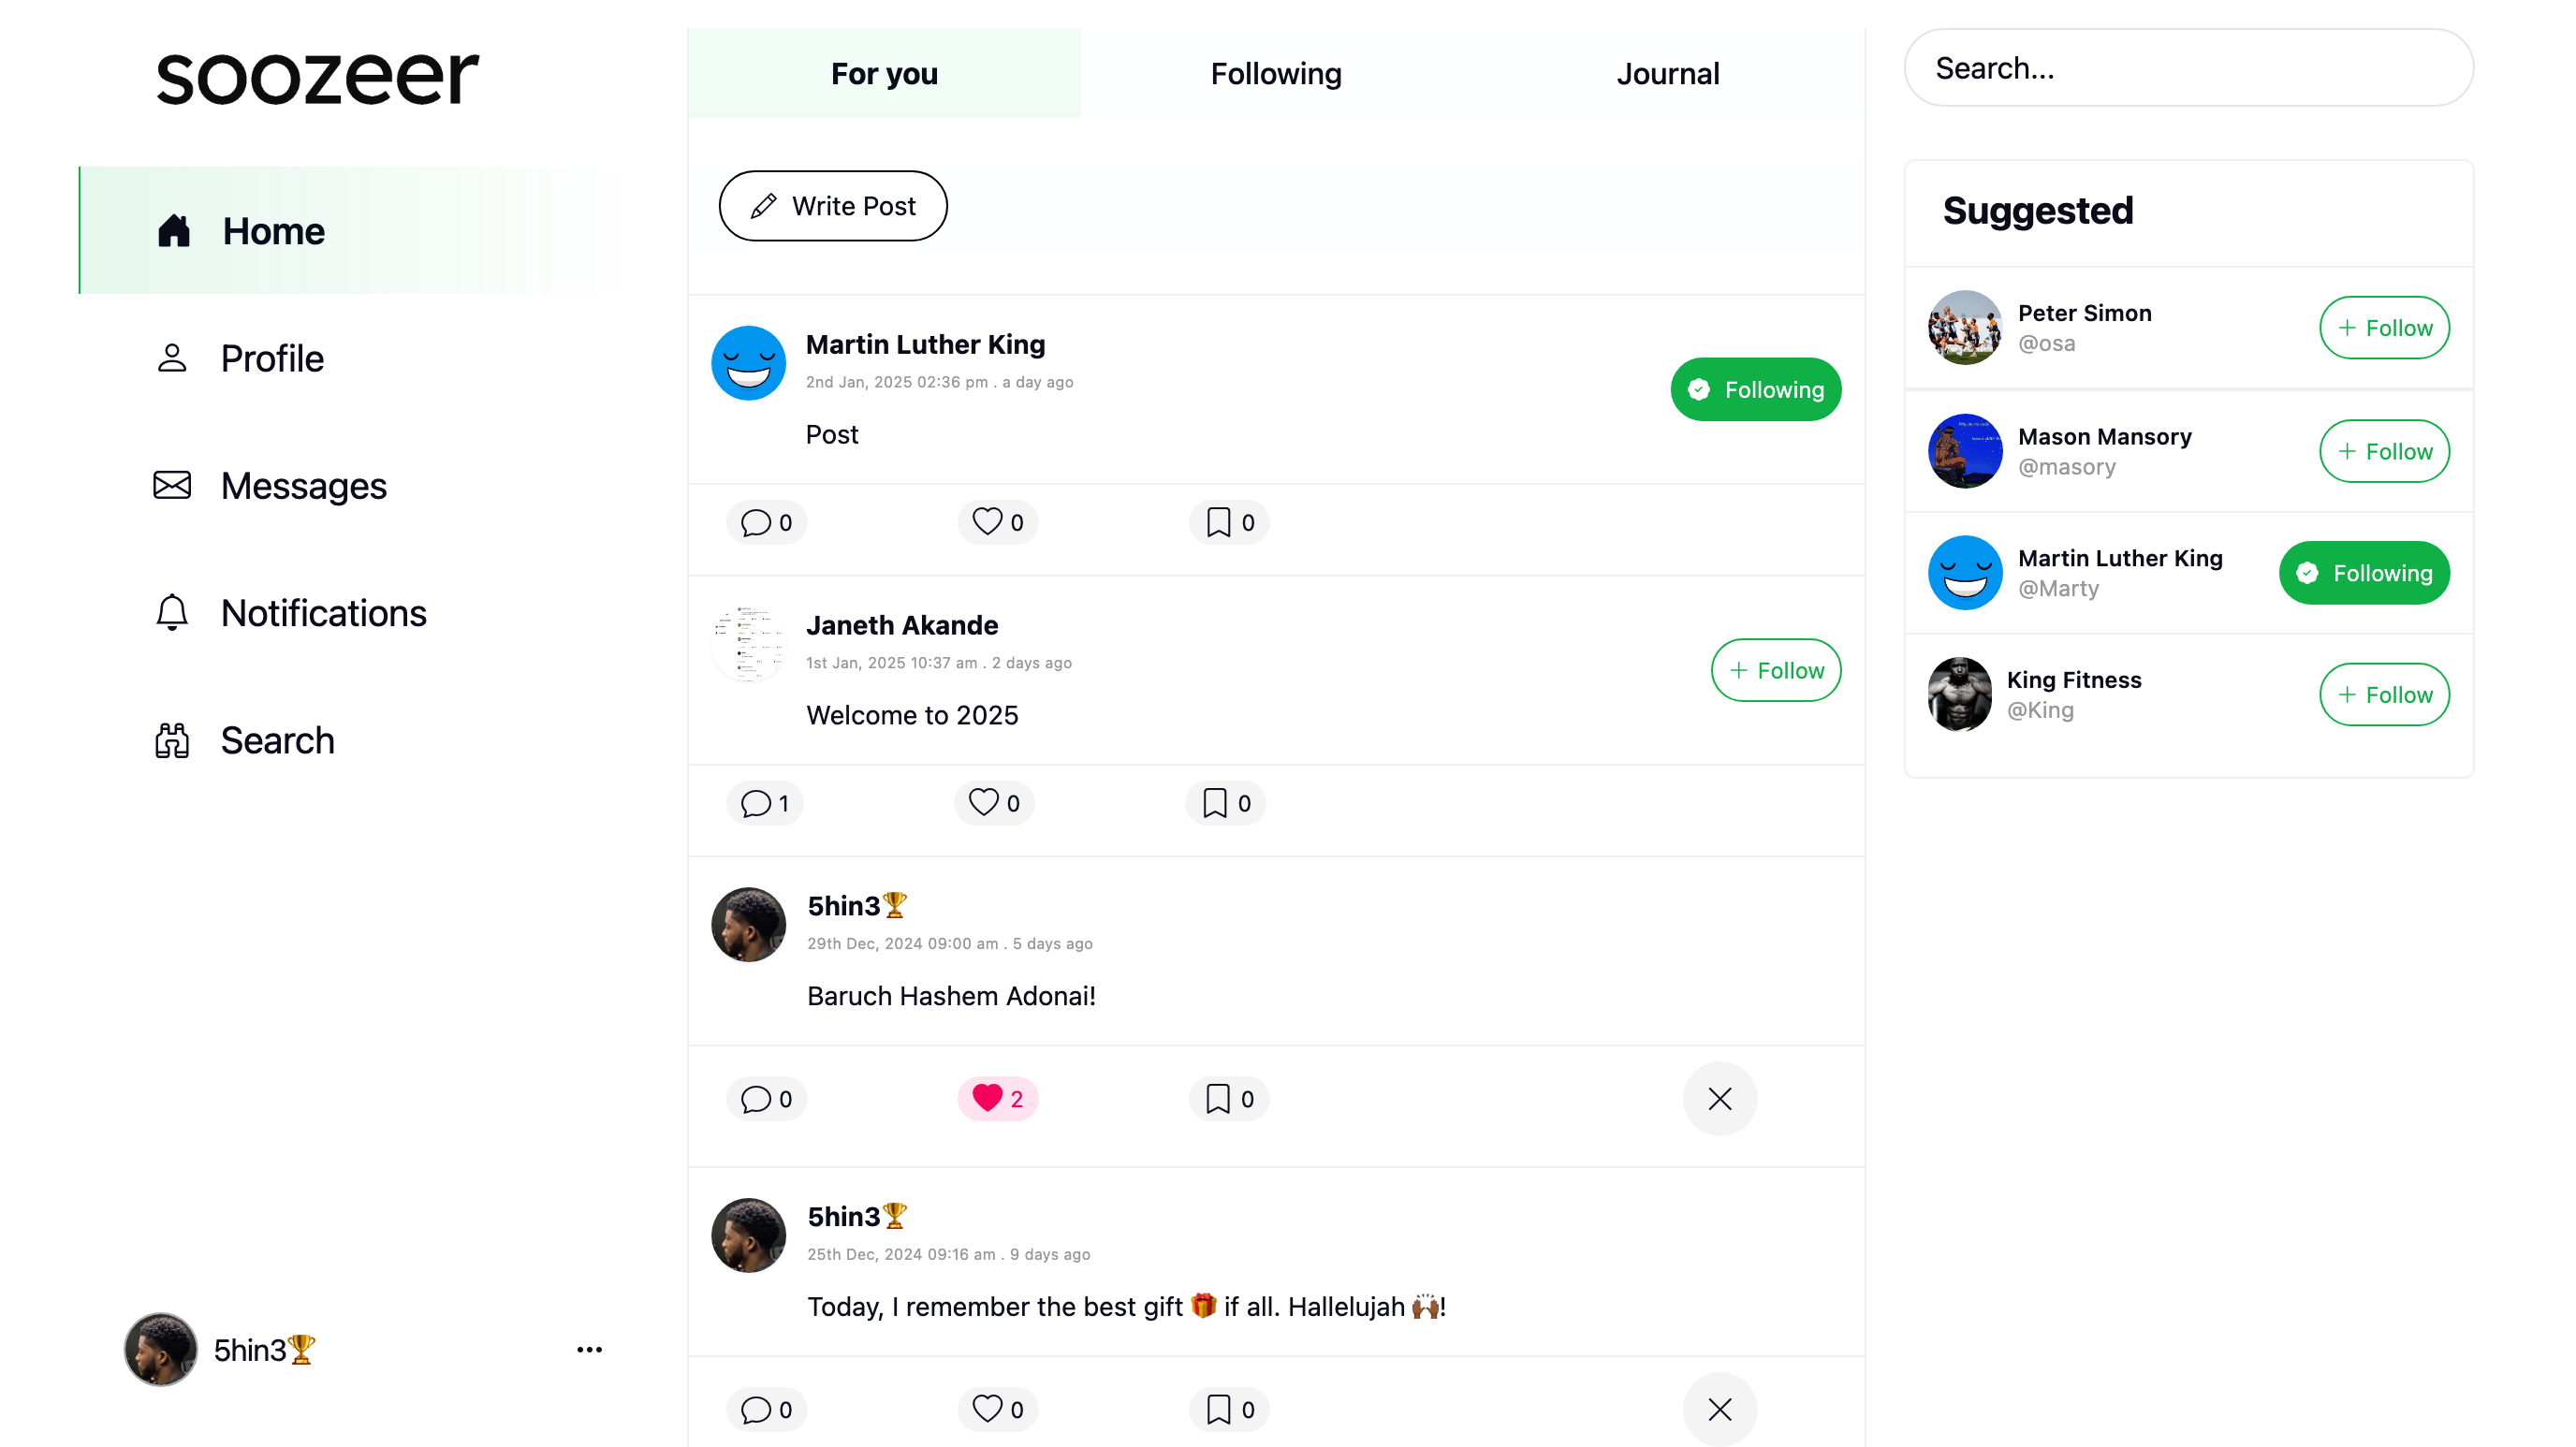 soozeer
Home
Profile
Messages
Notifications
Search
5hin3🏆
For you
Following
Journal
Write Post
Martin Luther King
2nd Jan, 2025 02:36 pm . a day ago
Following
Post
0
0
0
Janeth Akande
1st Jan, 2025 10:37 am . 2 days ago
Follow
Welcome to 2025
1
0
0
5hin3🏆
29th Dec, 2024 09:00 am . 5 days ago
Baruch Hashem Adonai!
0
2
0
5hin3🏆
25th Dec, 2024 09:16 am . 9 days ago
Today, I remember the best gift 🎁 if all. Hallelujah 🙌🏾!
0
0
0
Search...
Suggested
Peter Simon
@osa
Follow
Mason Mansory
@masory
Follow
Martin Luther King
@Marty
Following
King Fitness
@King
Follow